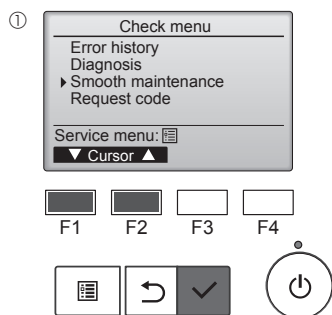 ①
Check menu
Error history
Diagnosis
Smooth maintenance
Request code
Service menu:
▼ Cursor ▲
F1 F2 F3 F4